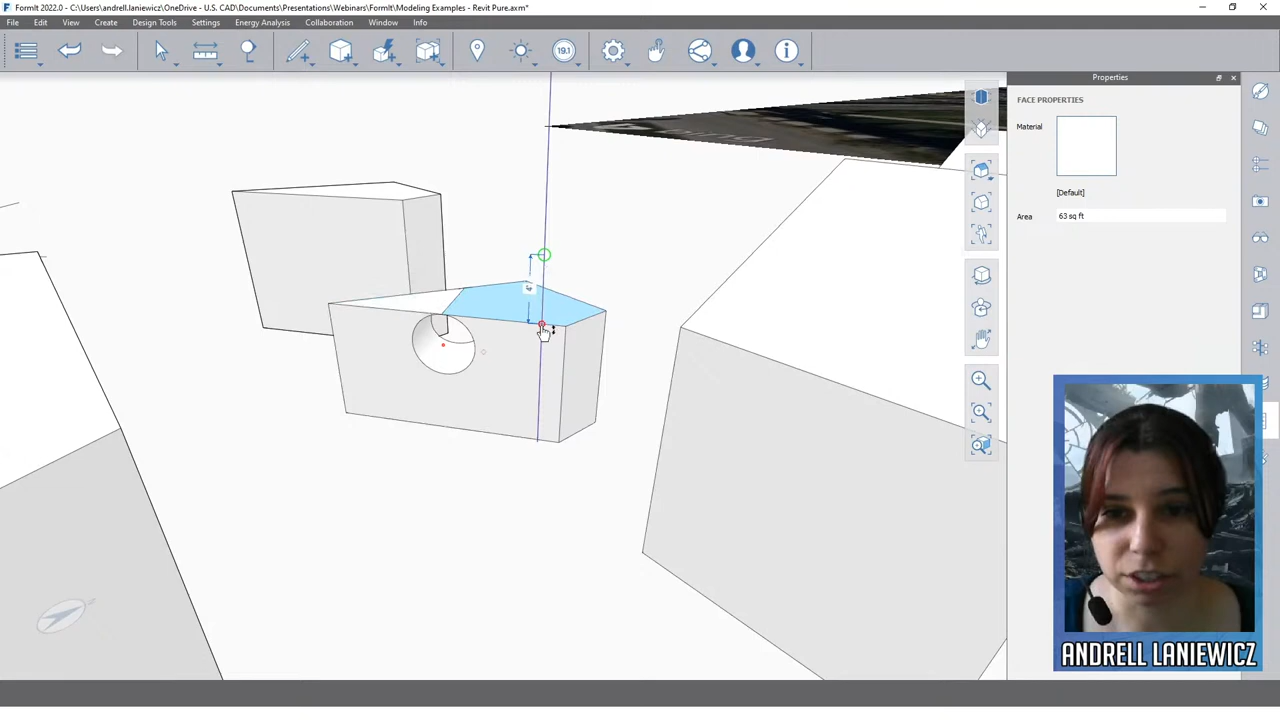 FormIt 2022.0 - C:\Users\andrell.laniewicz\OneDrive - U.S. CAD\Documents\Presentations\Webinars\FormIt\Modeling Examples - Revit Pure.axm*
File Edit View Create Design Tools Settings Energy Analysis Collaboration Window Info
19.1
Properties
FACE PROPERTIES
Material
[Default]
Area 63 sq ft
ANDRELL LANIEWICZ